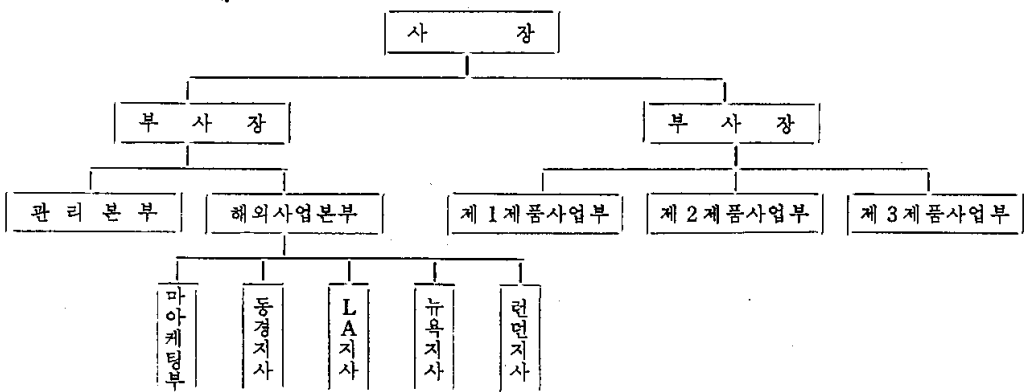 사 장
부 사 장
부 사 장
관 리 본 부
해외사업본부
제 1 제품사업부
제 2 제품사업부
제 3 제품사업부
마아케팅부
동경지사
LA지사
뉴욕지사
런던지사